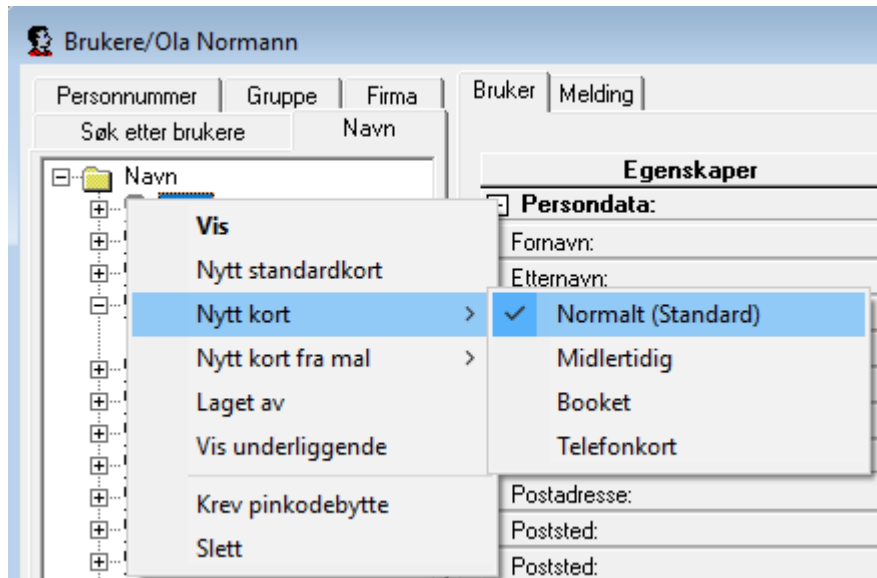 Brukere/Ola Normann
Personnummer Gruppe Firma
Søk etter brukere Navn
Bruker Melding
Navn
Egenskaper
Persondata:
Fornavn:
Etternavn:
Vis
Nytt standardkort
Nytt kort
Nytt kort fra mal
Laget av
Vis underliggende
Krev pinkodebytte
Slett
Normalt (Standard)
Midlertidig
Booket
Telefonkort
Postadresse:
Poststed:
Poststed: